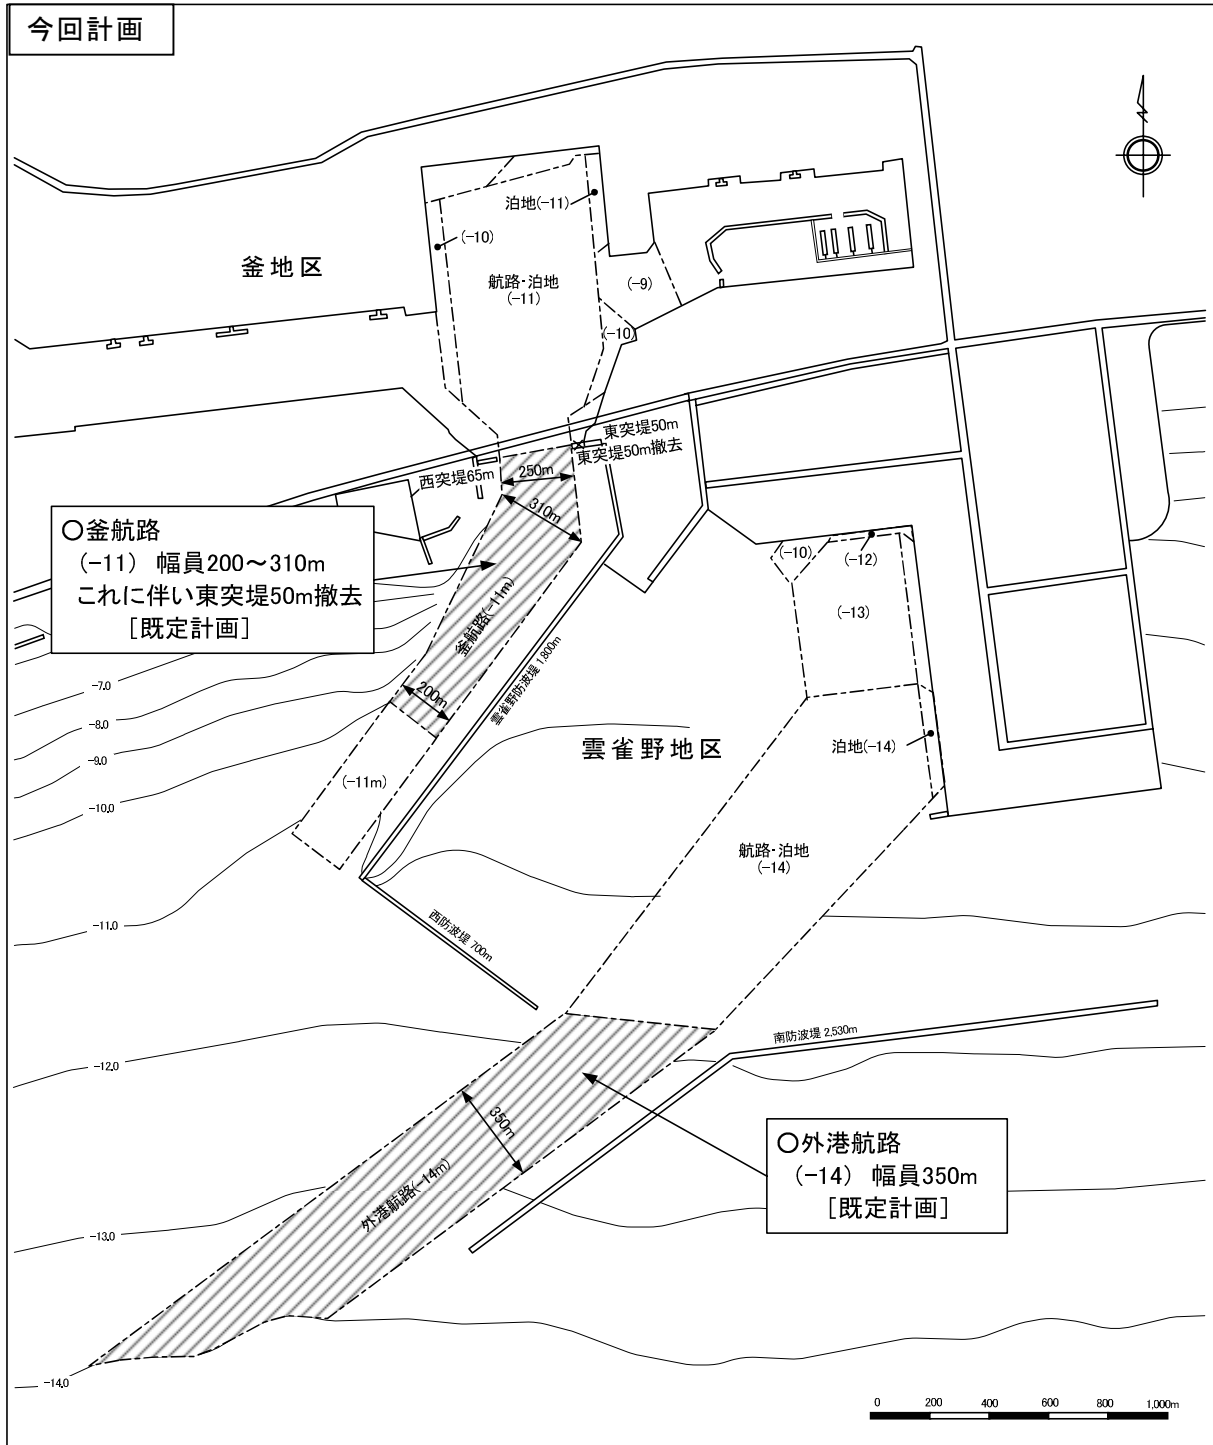 今回計画
泊地(-11)
(-10)
釜地区
航路・泊地
(-11)
(-9)
(-10)
東突堤50m
東突堤50m撤去
西突堤65m
250m
310m
○釜航路
(-11) 幅員200～310m
これに伴い東突堤50m撤去
[既定計画]
(-10)
(-12)
(-13)
釜航路(-11m)
200m
雲雀野防波堤 1,800m
-7.0
-8.0
-9.0
-10.0
雲雀野地区
泊地(-14)
(-11m)
航路・泊地
(-14)
-11.0
西防波堤 700m
南防波堤 2,530m
-12.0
350m
○外港航路
(-14) 幅員350m
[既定計画]
外港航路(-14m)
-13.0
-14.0
0 200 400 600 800 1,000m